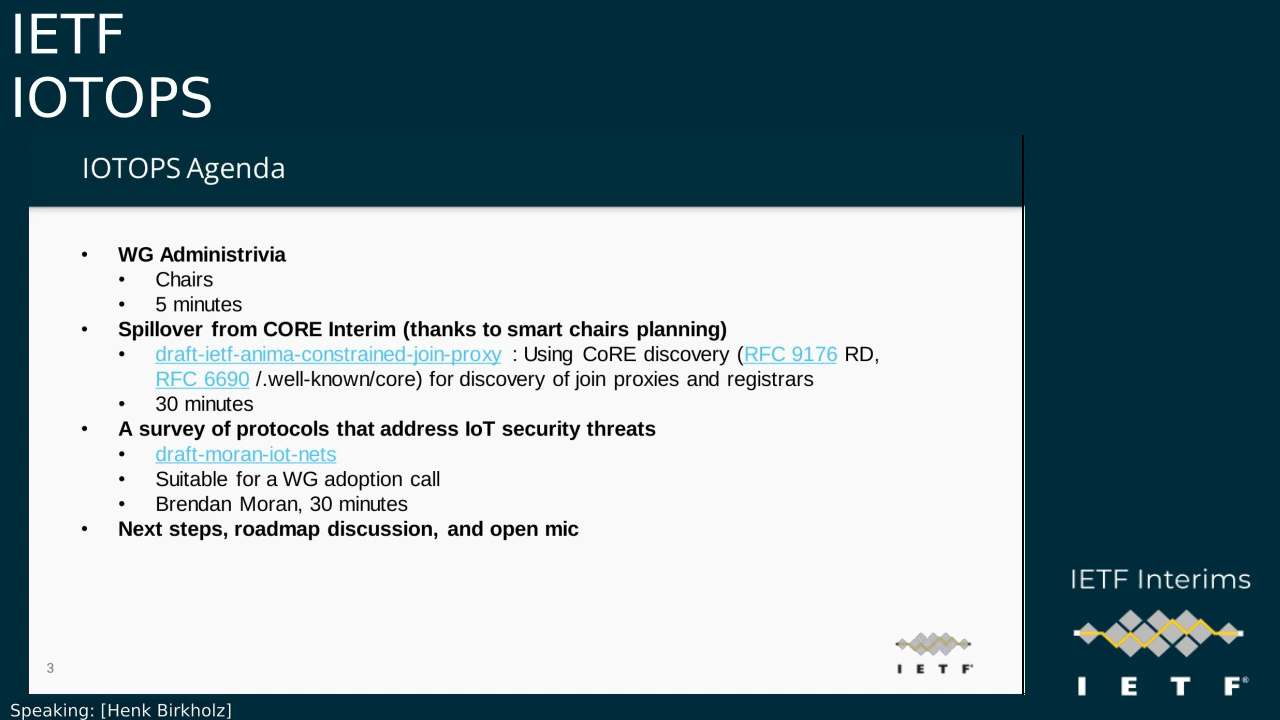 IETF
IOTOPS
IOTOPS Agenda
• WG Administrivia
• Chairs
• 5 minutes
• Spillover from CORE Interim (thanks to smart chairs planning)
• draft-ietf-anima-constrained-join-proxy : Using CoRE discovery (RFC 9176 RD,
RFC 6690 /.well-known/core) for discovery of join proxies and registrars
• 30 minutes
• A survey of protocols that address IoT security threats
• draft-moran-iot-nets
• Suitable for a WG adoption call
• Brendan Moran, 30 minutes
• Next steps, roadmap discussion, and open mic
IETF Interims
I E T F®
3
I E T F®
Speaking: [Henk Birkholz]